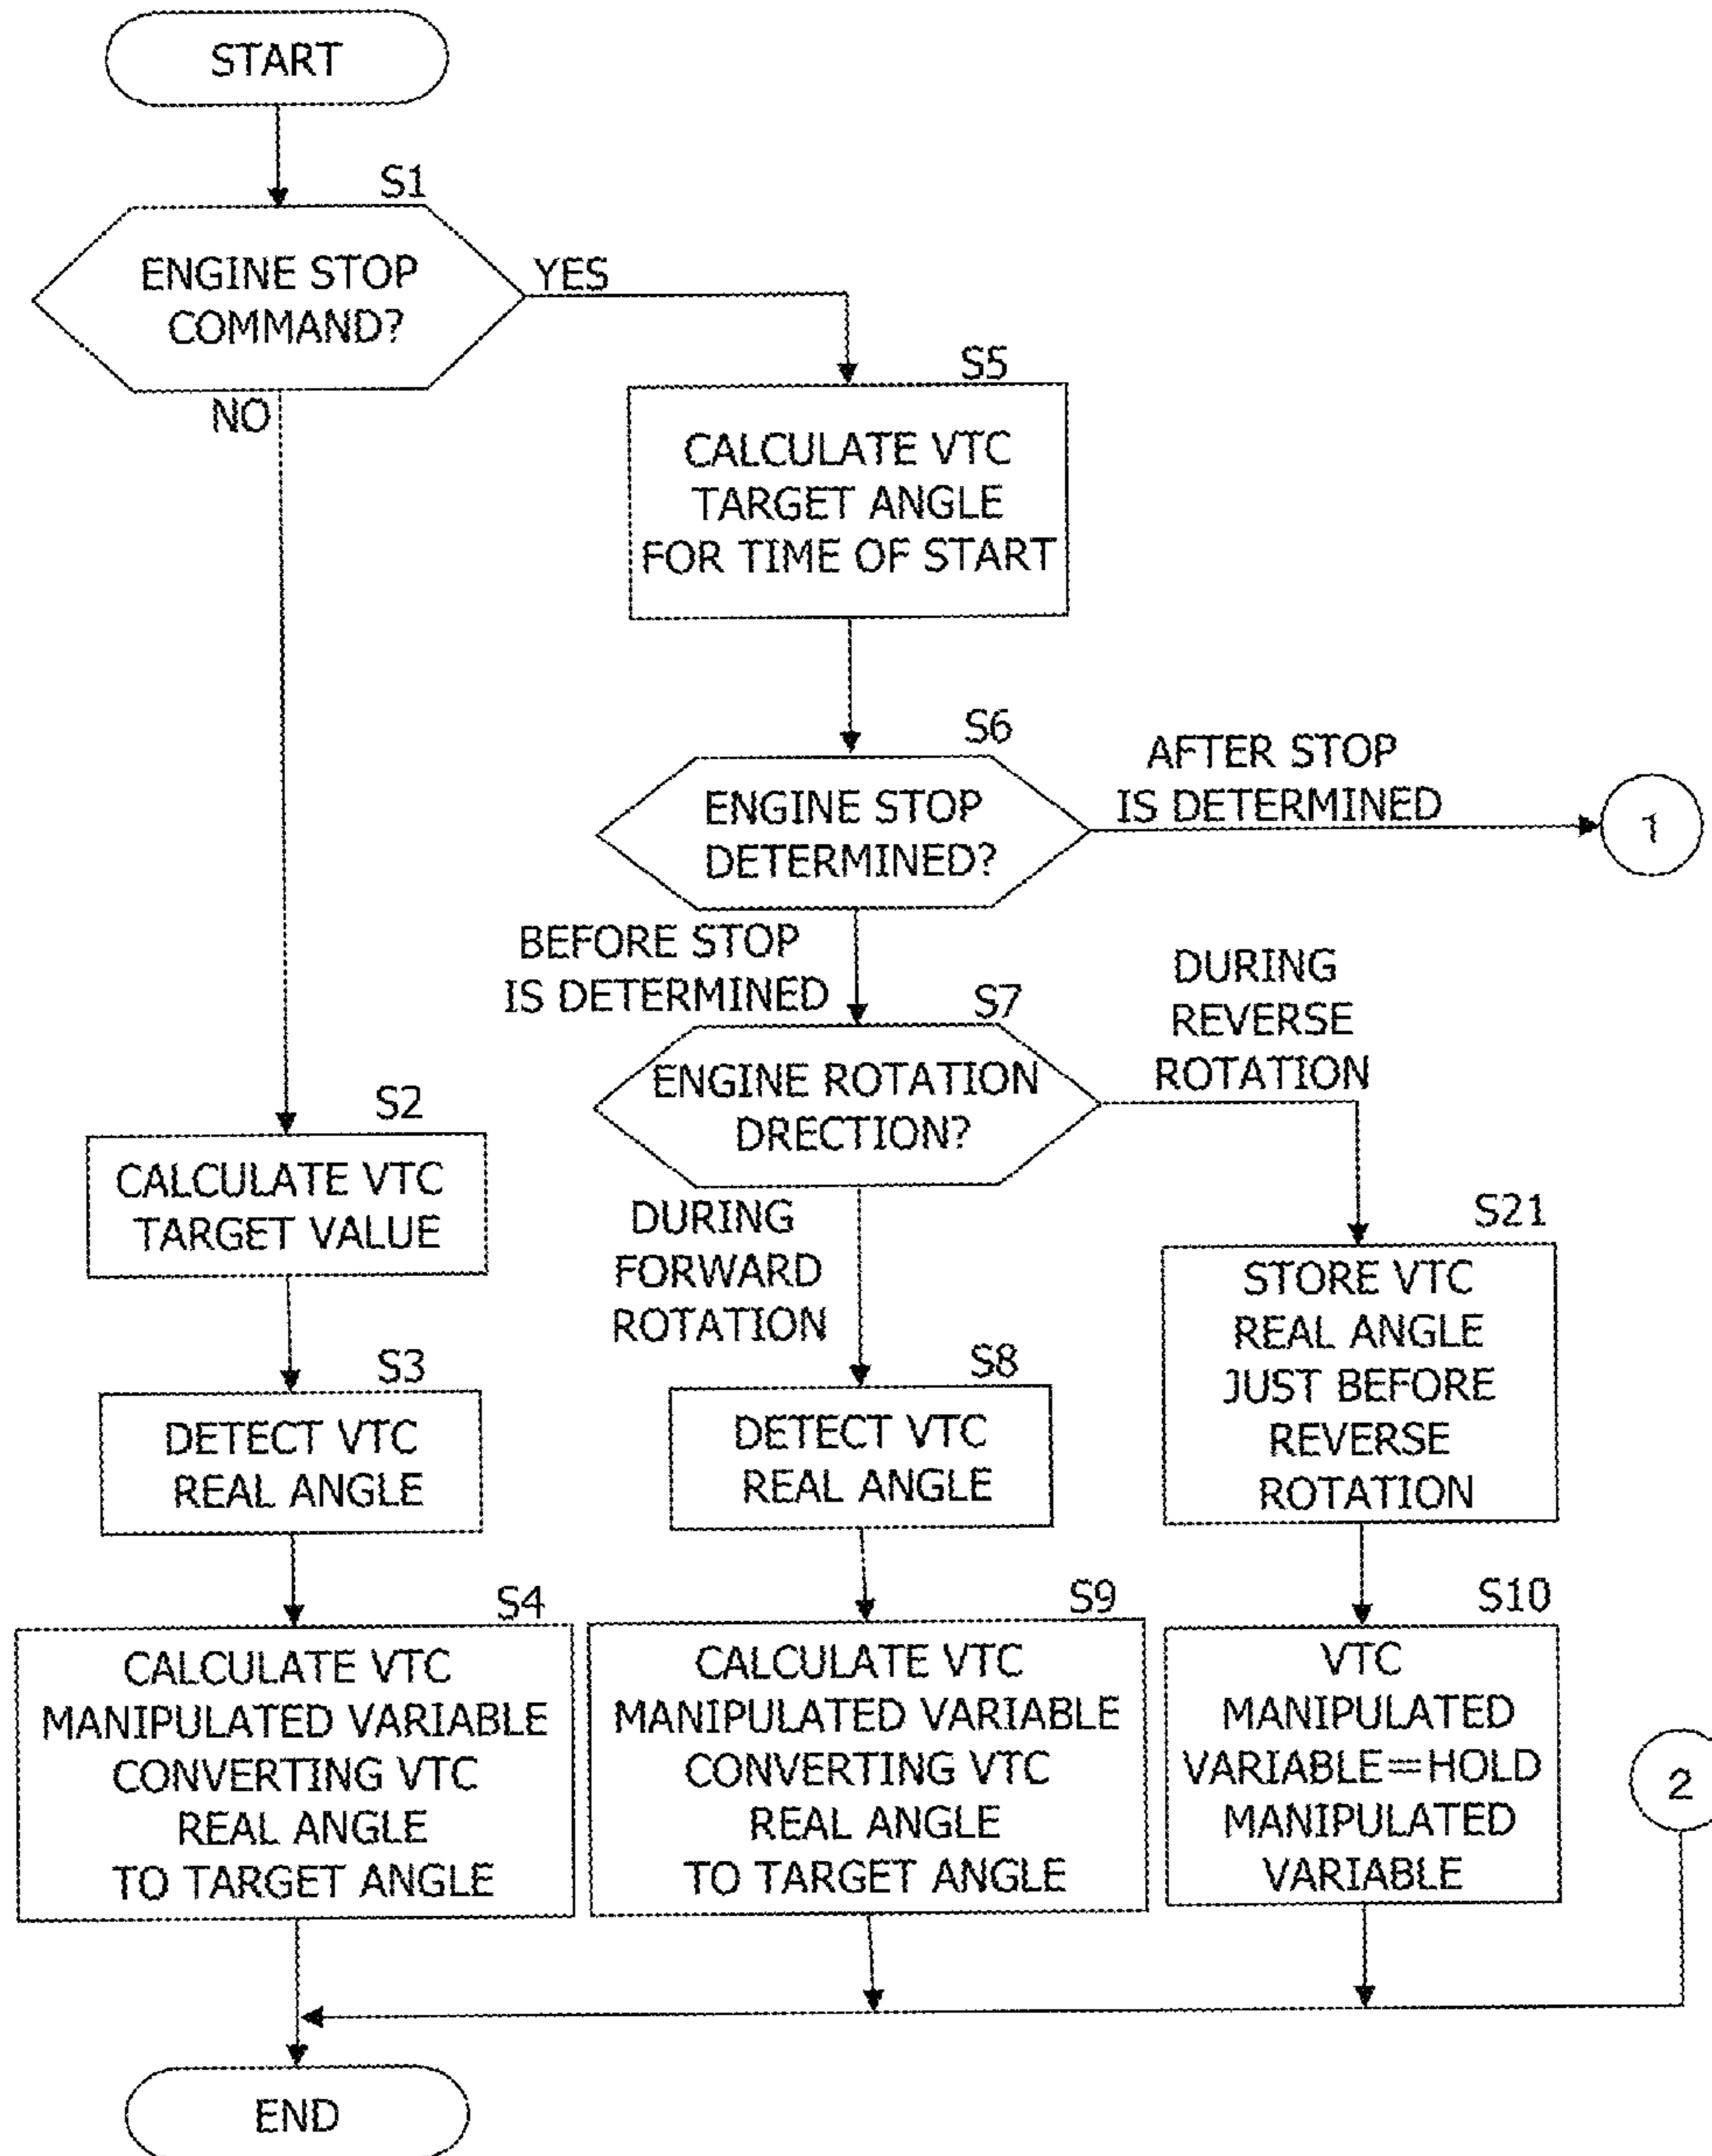 START
S1
ENGINE STOP
COMMAND?
YES
NO
S5
CALCULATE VTC
TARGET ANGLE
FOR TIME OF START
S6
ENGINE STOP
DETERMINED?
AFTER STOP
IS DETERMINED
1
BEFORE STOP
IS DETERMINED
S7
ENGINE ROTATION
DRECTION?
DURING
REVERSE
ROTATION
S2
CALCULATE VTC
TARGET VALUE
DURING
FORWARD
ROTATION
S21
STORE VTC
REAL ANGLE
JUST BEFORE
REVERSE
ROTATION
S3
DETECT VTC
REAL ANGLE
S8
DETECT VTC
REAL ANGLE
S4
CALCULATE VTC
MANIPULATED VARIABLE
CONVERTING VTC
REAL ANGLE
TO TARGET ANGLE
S9
CALCULATE VTC
MANIPULATED VARIABLE
CONVERTING VTC
REAL ANGLE
TO TARGET ANGLE
S10
VTC
MANIPULATED
VARIABLE=HOLD
MANIPULATED
VARIABLE
2
END